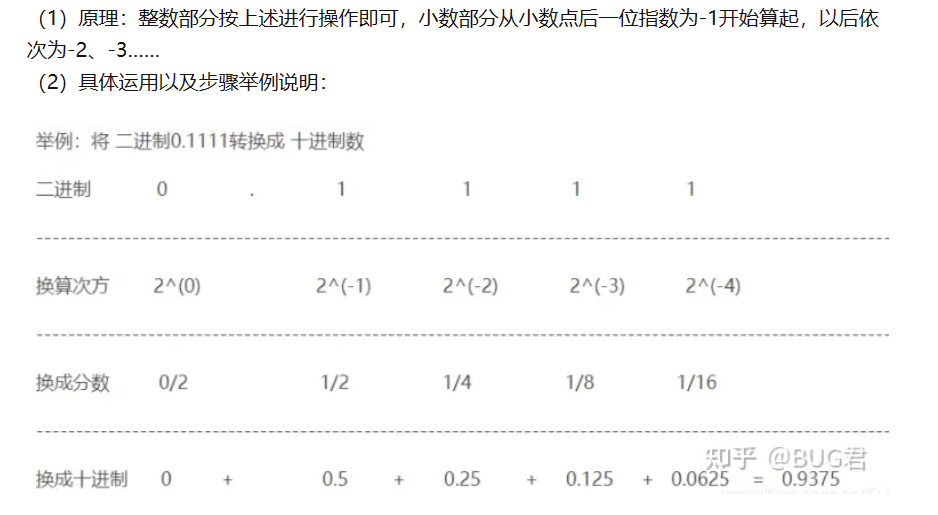 （1）原理：整数部分按上述进行操作即可，小数部分从小数点后一位指数为-1开始算起，以后依
次为-2、-3......
（2）具体运用以及步骤举例说明：
举例：将 二进制0.1111转换成 十进制数
二进制 0 . 1 1 1 1
换算次方 2^(0) 2^(-1) 2^(-2) 2^(-3) 2^(-4)
换成分数 0/2 1/2 1/4 1/8 1/16
换成十进制 0 + 0.5 + 0.25 + 0.125 + 0.0625 = 0.9375
知乎 @BUG君